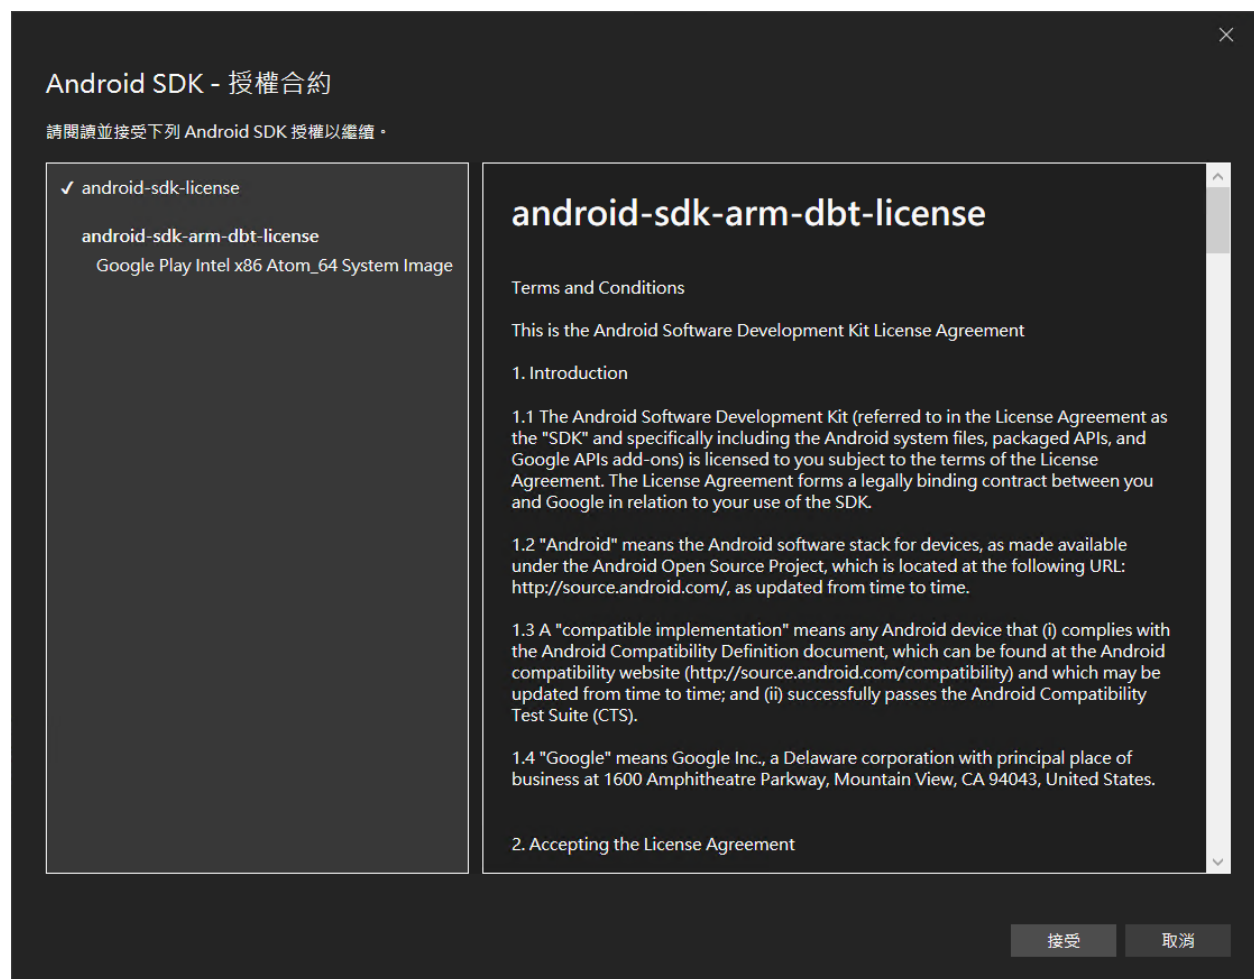 Android SDK - 授權合約
請閱讀並接受下列 Android SDK 授權以繼續。
✓ android-sdk-license
android-sdk-arm-dbt-license
Google Play Intel x86 Atom_64 System Image
android-sdk-arm-dbt-license
Terms and Conditions
This is the Android Software Development Kit License Agreement
1. Introduction
1.1 The Android Software Development Kit (referred to in the License Agreement as
the "SDK" and specifically including the Android system files, packaged APIs, and
Google APIs add-ons) is licensed to you subject to the terms of the License
Agreement. The License Agreement forms a legally binding contract between you
and Google in relation to your use of the SDK.
1.2 "Android" means the Android software stack for devices, as made available
under the Android Open Source Project, which is located at the following URL:
http://source.android.com/, as updated from time to time.
1.3 A "compatible implementation" means any Android device that (i) complies with
the Android Compatibility Definition document, which can be found at the Android
compatibility website (http://source.android.com/compatibility) and which may be
updated from time to time; and (ii) successfully passes the Android Compatibility
Test Suite (CTS).
1.4 "Google" means Google Inc., a Delaware corporation with principal place of
business at 1600 Amphitheatre Parkway, Mountain View, CA 94043, United States.
2. Accepting the License Agreement
接受
取消